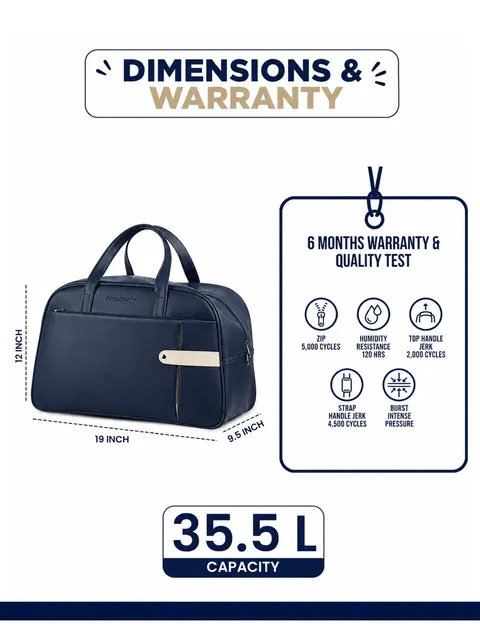 DIMENSIONS &
WARRANTY
6 MONTHS WARRANTY &
QUALITY TEST
ZIP
5,000 CYCLES
HUMIDITY
RESISTANCE
120 HRS
TOP HANDLE
JERK
2,000 CYCLES
STRAP
HANDLE JERK
4,500 CYCLES
BURST
INTENSE
PRESSURE
PRIORITY
12 INCH
19 INCH
9.5 INCH
35.5 L
CAPACITY